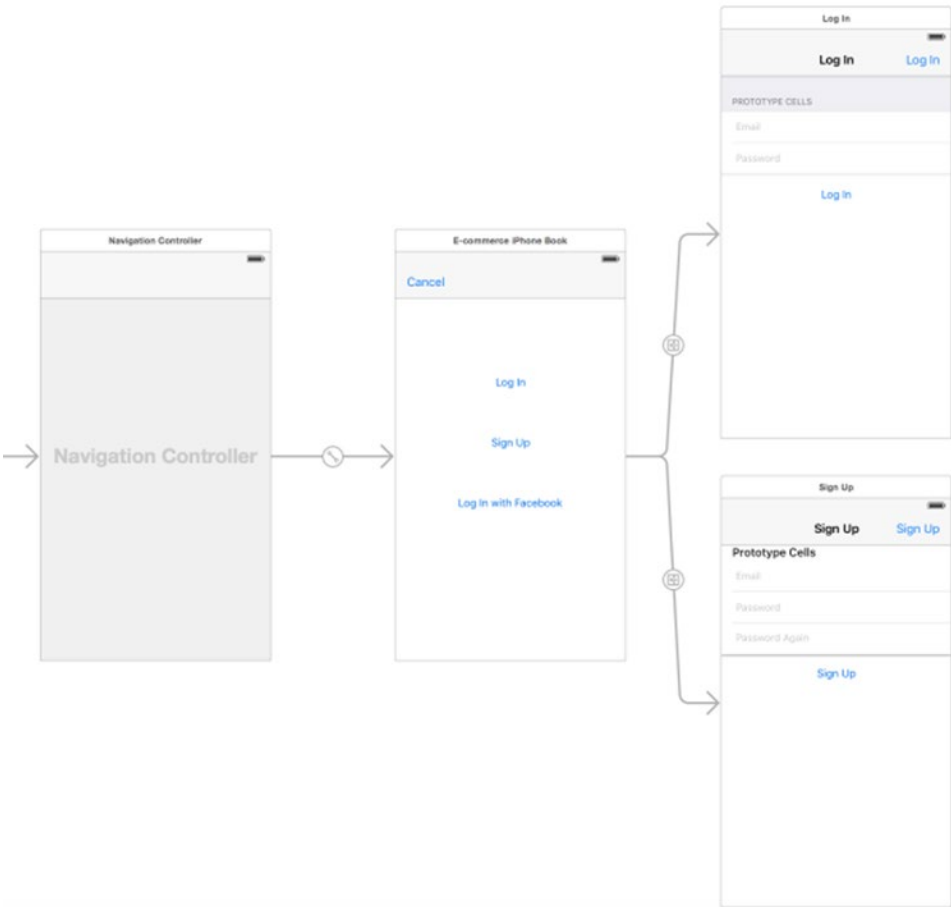 Navigation Controller
Navigation Controller
E-commerce iPhone Book
Cancel
Log In
Sign Up
Log In with Facebook
Log In
Log In
Log In
PROTOTYPE CELLS
Email
Password
Log In
Sign Up
Sign Up
Sign Up
Prototype Cells
Email
Password
Password Again
Sign Up